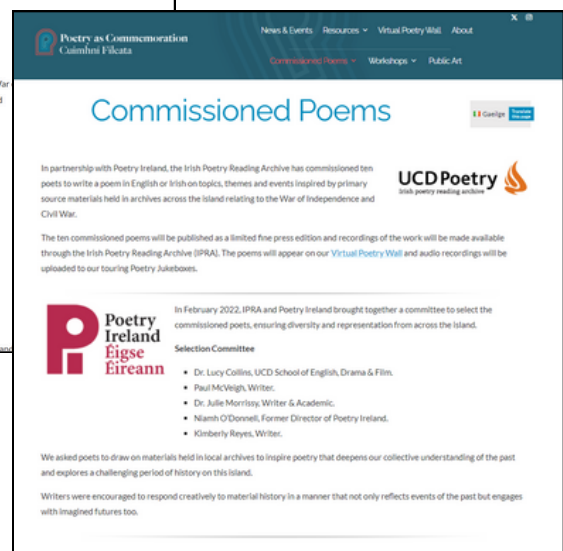 Poetry as Commemoration
Cuimhní Fileata
News & Events Resources Virtual Poetry Wall About
Commissioned Poems Workshops Public Art
Commissioned Poems
Gaeilge Translate this page
In partnership with Poetry Ireland, the Irish Poetry Reading Archive has commissioned ten
poets to write a poem in English or Irish on topics, themes and events inspired by primary
source materials held in archives across the island relating to the War of Independence and
Civil War.
UCD Poetry
Irish poetry reading archive
The ten commissioned poems will be published as a limited fine press edition and recordings of the work will be made available
through the Irish Poetry Reading Archive (IPRA). The poems will appear on our Virtual Poetry Wall and audio recordings will be
uploaded to our touring Poetry Jukeboxes.
Poetry
Ireland
Éigse
Éireann
In February 2022, IPRA and Poetry Ireland brought together a committee to select the
commissioned poets, ensuring diversity and representation from across the island.
Selection Committee
Dr. Lucy Collins, UCD School of English, Drama & Film.
Paul McVeigh, Writer.
Dr. Julie Morrissy, Writer & Academic.
Niamh O'Donnell, Former Director of Poetry Ireland.
Kimberly Reyes, Writer.
We asked poets to draw on materials held in local archives to inspire poetry that deepens our collective understanding of the past
and explores a challenging period of history on this island.
Writers were encouraged to respond creatively to material history in a manner that not only reflects events of the past but engages
with imagined futures too.